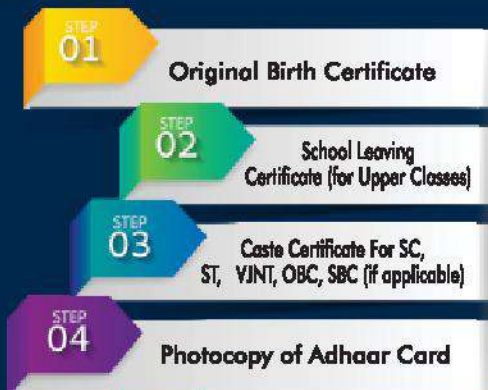 STEP
01
Original Birth Certificate
STEP
02
School Leaving
Certificate (for Upper Classes)
STEP
03
Caste Certificate For SC,
ST, VJNT, OBC, SBC (if applicable)
STEP
04
Photocopy of Adhaar Card